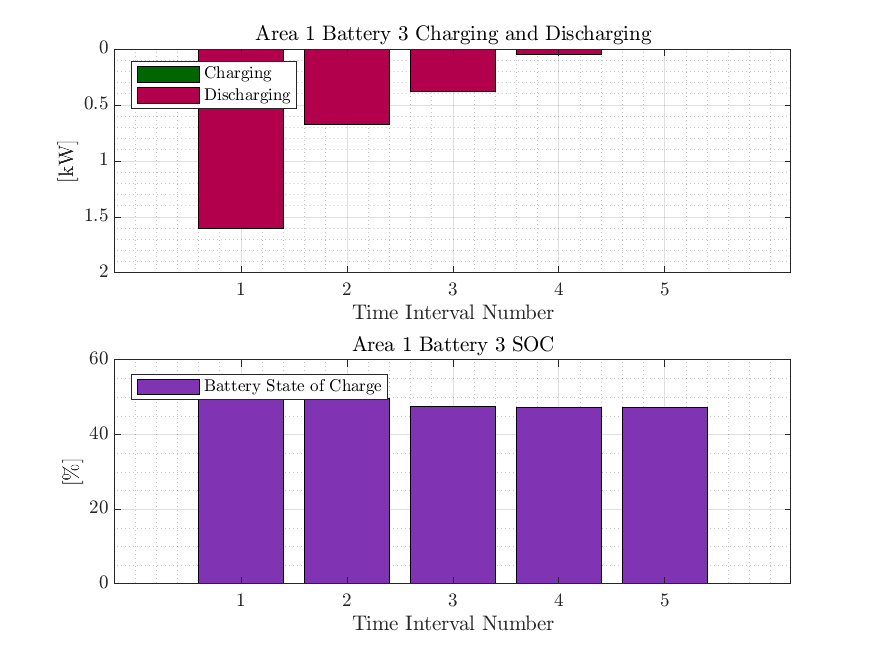 Area 1 Battery 3 Charging and Discharging
0
0.5
1
1.5
2
[kW]
Charging
Discharging
1 2 3 4 5
Time Interval Number
Area 1 Battery 3 SOC
60
40
20
0
[%]
Battery State of Charge
1 2 3 4 5
Time Interval Number